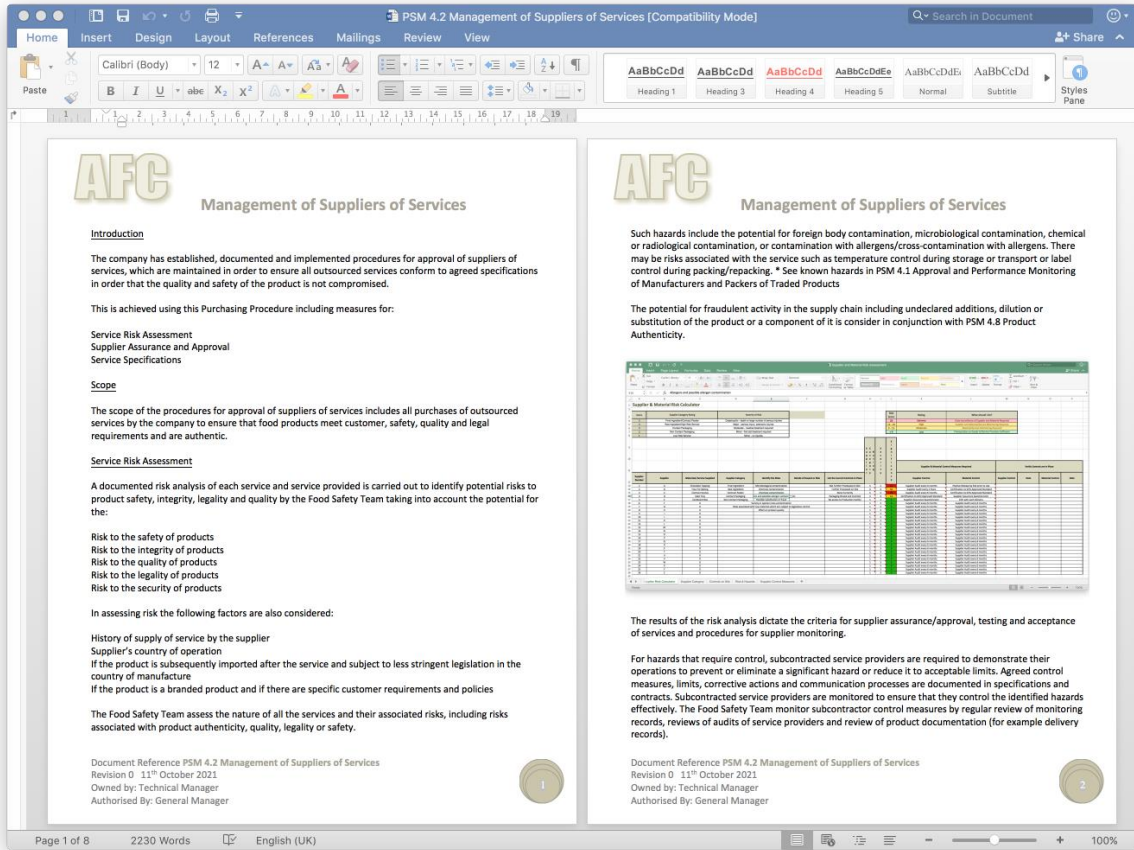 PSM 4.2 Management of Suppliers of Services [Compatibility Mode]
Search in Document
Home Insert Design Layout References Mailings Review View
Share
Paste
Calibri (Body) 12
AaBbCcDd AaBbCcDd AaBbCcDd AaBbCcDdEe AaBbCcDdEe AaBbCcDd
Heading 1 Heading 3 Heading 4 Heading 5 Normal Subtitle
Styles
Pane
AFC
Management of Suppliers of Services
Introduction
The company has established, documented and implemented procedures for approval of suppliers of
services, which are maintained in order to ensure all outsourced services conform to agreed specifications
in order that the quality and safety of the product is not compromised.
This is achieved using this Purchasing Procedure including measures for:
Service Risk Assessment
Supplier Assurance and Approval
Service Specifications
Scope
The scope of the procedures for approval of suppliers of services includes all purchases of outsourced
services by the company to ensure that food products meet customer, safety, quality and legal
requirements and are authentic.
Service Risk Assessment
A documented risk analysis of each service and service provided is carried out to identify potential risks to
product safety, integrity, legality and quality by the Food Safety Team taking into account the potential for
the:
Risk to the safety of products
Risk to the integrity of products
Risk to the quality of products
Risk to the legality of products
Risk to the security of products
In assessing risk the following factors are also considered:
History of supply of service by the supplier
Supplier's country of operation
If the product is subsequently imported after the service and subject to less stringent legislation in the
country of manufacture
If the product is a branded product and if there are specific customer requirements and policies
The Food Safety Team assess the nature of all the services and their associated risks, including risks
associated with product authenticity, quality, legality or safety.
Document Reference PSM 4.2 Management of Suppliers of Services
Revision 0 11th October 2021
Owned by: Technical Manager
Authorised By: General Manager
1
AFC
Management of Suppliers of Services
Such hazards include the potential for foreign body contamination, microbiological contamination, chemical
or radiological contamination, or contamination with allergens/cross-contamination with allergens. There
may be risks associated with the service such as temperature control during storage or transport or label
control during packing/repacking. * See known hazards in PSM 4.1 Approval and Performance Monitoring
of Manufacturers and Packers of Traded Products
The potential for fraudulent activity in the supply chain including undeclared additions, dilution or
substitution of the product or a component of it is consider in conjunction with PSM 4.8 Product
Authenticity.
Supplier & Material Risk Calculator
The results of the risk analysis dictate the criteria for supplier assurance/approval, testing and acceptance
of services and procedures for supplier monitoring.
For hazards that require control, subcontracted service providers are required to demonstrate their
operations to prevent or eliminate a significant hazard or reduce it to acceptable limits. Agreed control
measures, limits, corrective actions and communication processes are documented in specifications and
contracts. Subcontracted service providers are monitored to ensure that they control the identified hazards
effectively. The Food Safety Team monitor subcontractor control measures by regular review of monitoring
records, reviews of audits of service providers and review of product documentation (for example delivery
records).
Document Reference PSM 4.2 Management of Suppliers of Services
Revision 0 11th October 2021
Owned by: Technical Manager
Authorised By: General Manager
2
Page 1 of 8 2230 Words English (UK) 100%